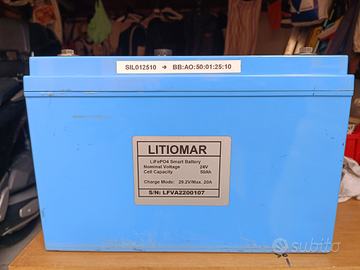 SIL012510 → BB:AO:50:01:25:10
LITIOMAR
LiFePO4 Smart Battery
Nominal Voltage 24V
Cell Capacity 50Ah
Charge Mode: 29.2V/Max. 20A
S/N: LFVA2200107
subito